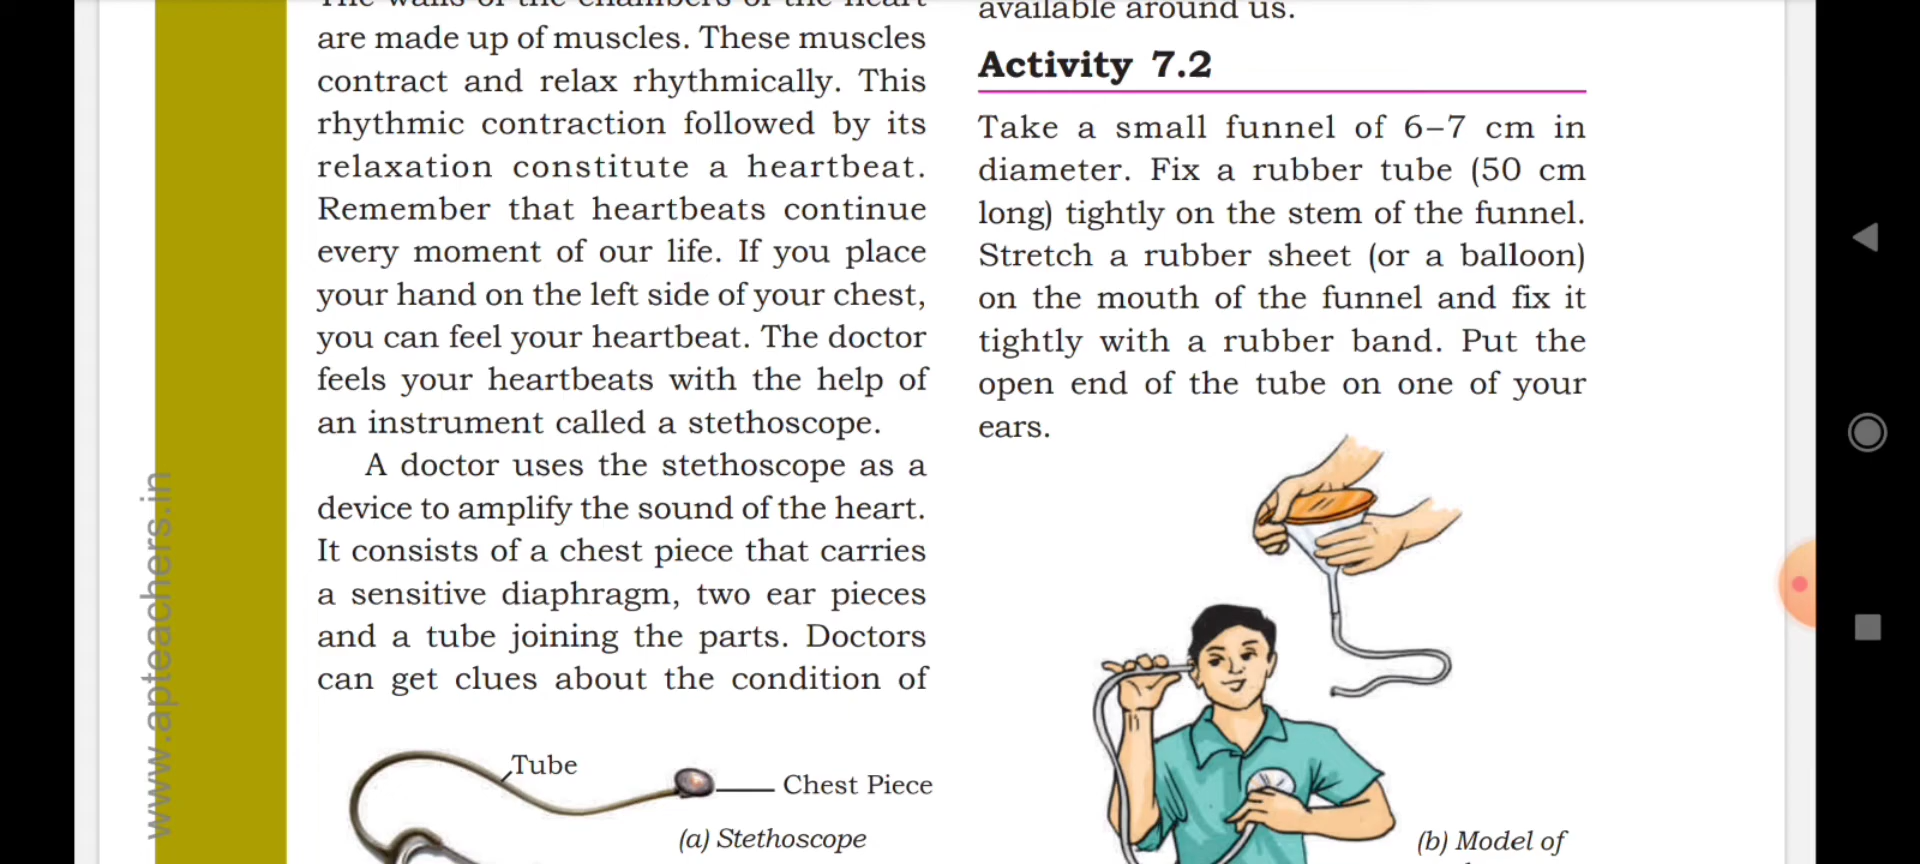 The walls of the chambers of the heart
are made up of muscles. These muscles
contract and relax rhythmically. This
rhythmic contraction followed by its
relaxation constitute a heartbeat.
Remember that heartbeats continue
every moment of our life. If you place
your hand on the left side of your chest,
you can feel your heartbeat. The doctor
feels your heartbeats with the help of
an instrument called a stethoscope.
A doctor uses the stethoscope as a
device to amplify the sound of the heart.
It consists of a chest piece that carries
a sensitive diaphragm, two ear pieces
and a tube joining the parts. Doctors
can get clues about the condition of
Tube
Chest Piece
(a) Stethoscope
available around us.
Activity 7.2
Take a small funnel of 6–7 cm in
diameter. Fix a rubber tube (50 cm
long) tightly on the stem of the funnel.
Stretch a rubber sheet (or a balloon)
on the mouth of the funnel and fix it
tightly with a rubber band. Put the
open end of the tube on one of your
ears.
(b) Model of
www.apteachers.in